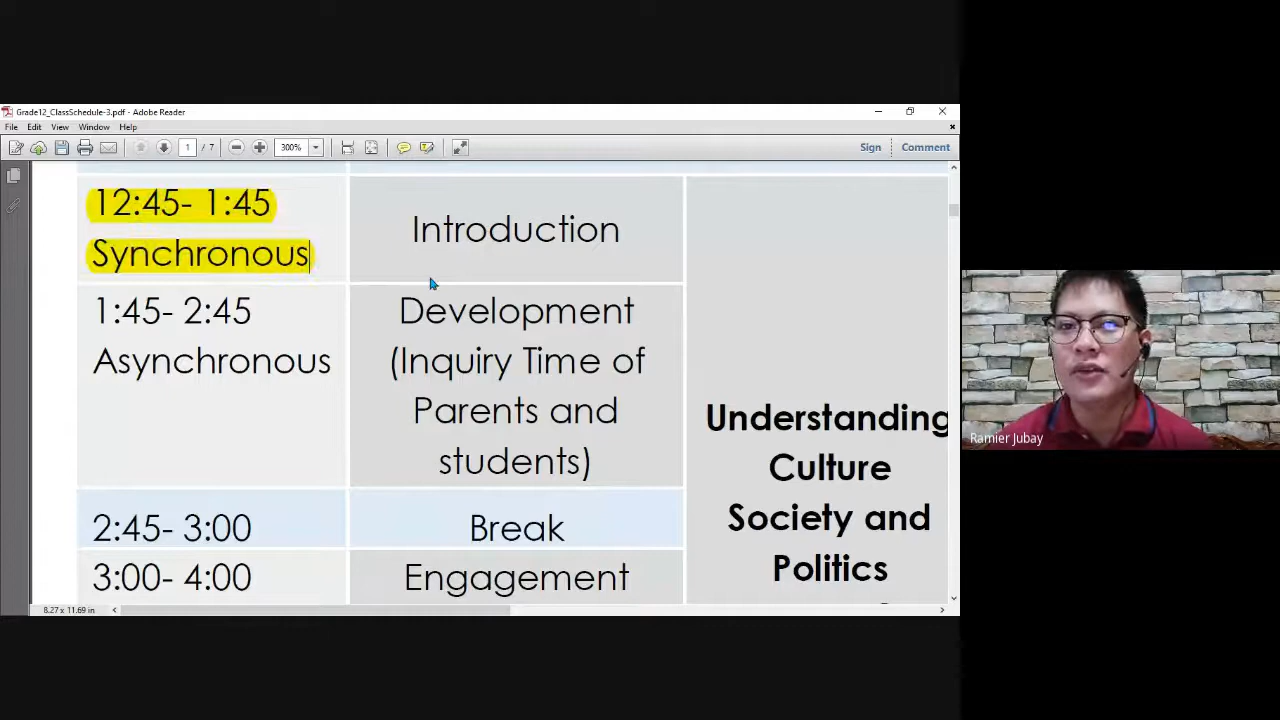 Grade12_ClassSchedule-3.pdf - Adobe Reader
File Edit View Window Help
1 / 7 300% Sign Comment
12:45- 1:45
Synchronous
Introduction
1:45- 2:45
Asynchronous
Development
(Inquiry Time of
Parents and
students)
2:45- 3:00
Break
3:00- 4:00
Engagement
Understanding
Culture
Society and
Politics
8.27 x 11.69 in
Ramier Jubay